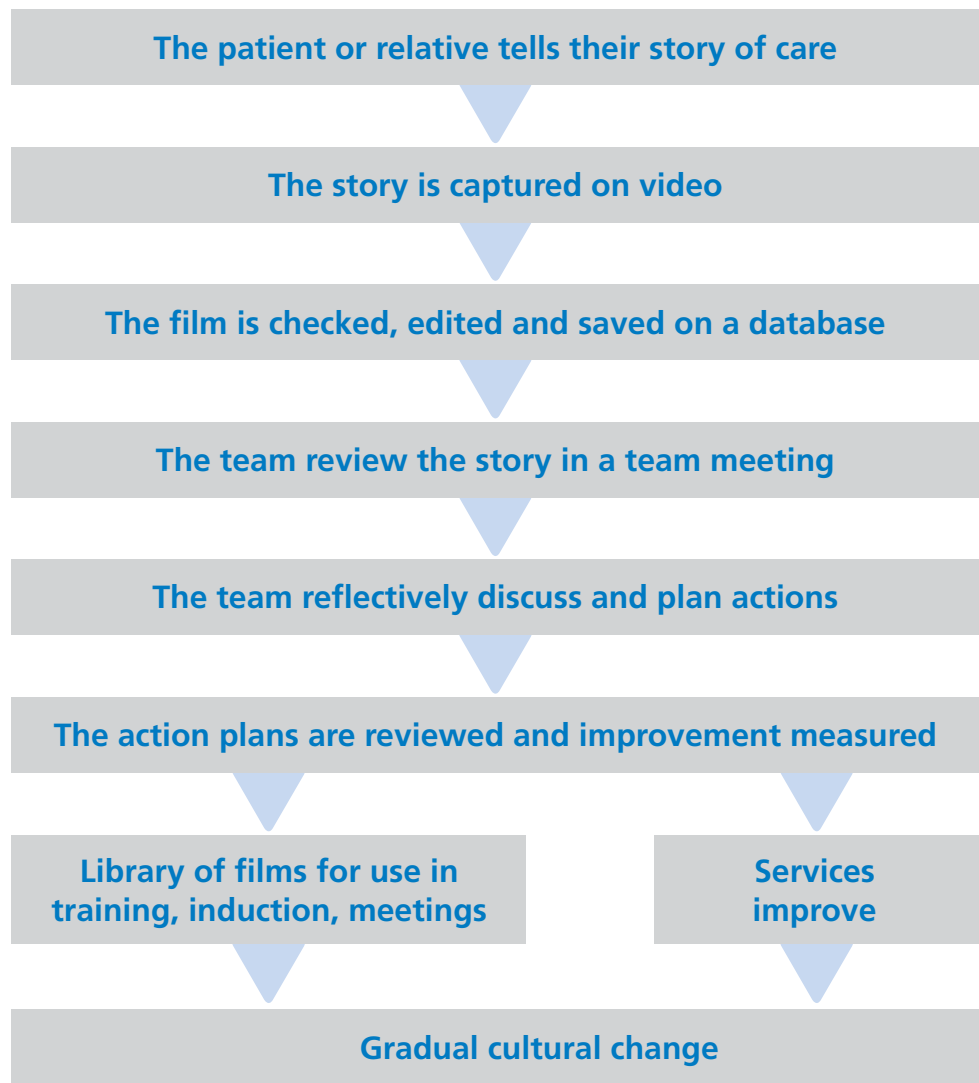 The patient or relative tells their story of care
The story is captured on video
The film is checked, edited and saved on a database
The team review the story in a team meeting
The team reflectively discuss and plan actions
The action plans are reviewed and improvement measured
Library of films for use in
training, induction, meetings
Services
improve
Gradual cultural change